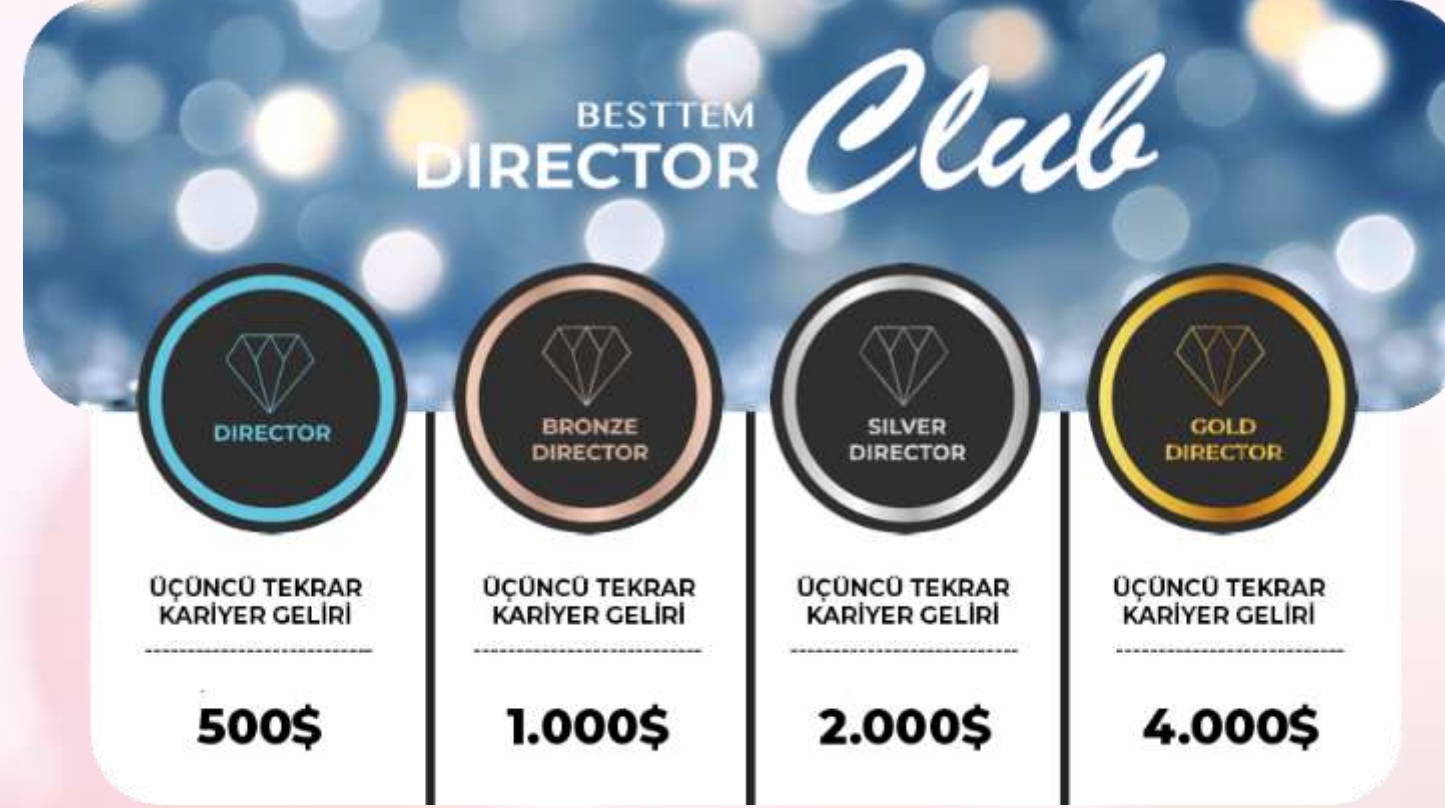 BESTTEM
DIRECTOR Club
DIRECTOR
BRONZE
DIRECTOR
SILVER
DIRECTOR
GOLD
DIRECTOR
ÜÇÜNCÜ TEKRAR
KARİYER GELİRİ
500$
ÜÇÜNCÜ TEKRAR
KARİYER GELİRİ
1.000$
ÜÇÜNCÜ TEKRAR
KARİYER GELİRİ
2.000$
ÜÇÜNCÜ TEKRAR
KARİYER GELİRİ
4.000$